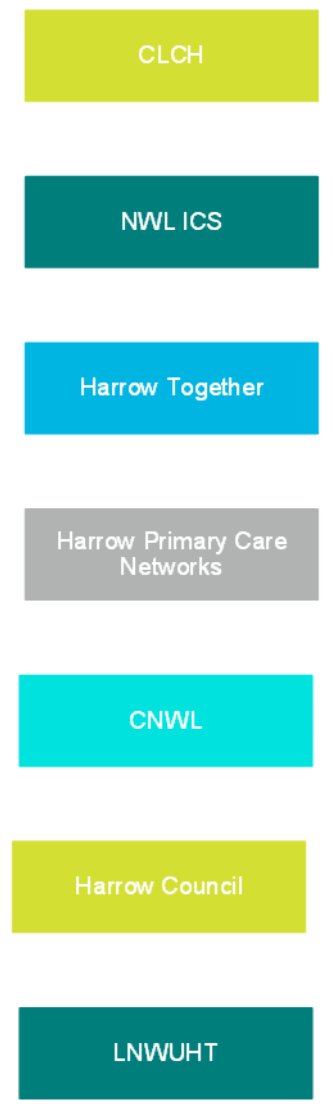 CLCH
NWL ICS
Harrow Together
Harrow Primary Care
Networks
CNWL
Harrow Council
LNWUHT